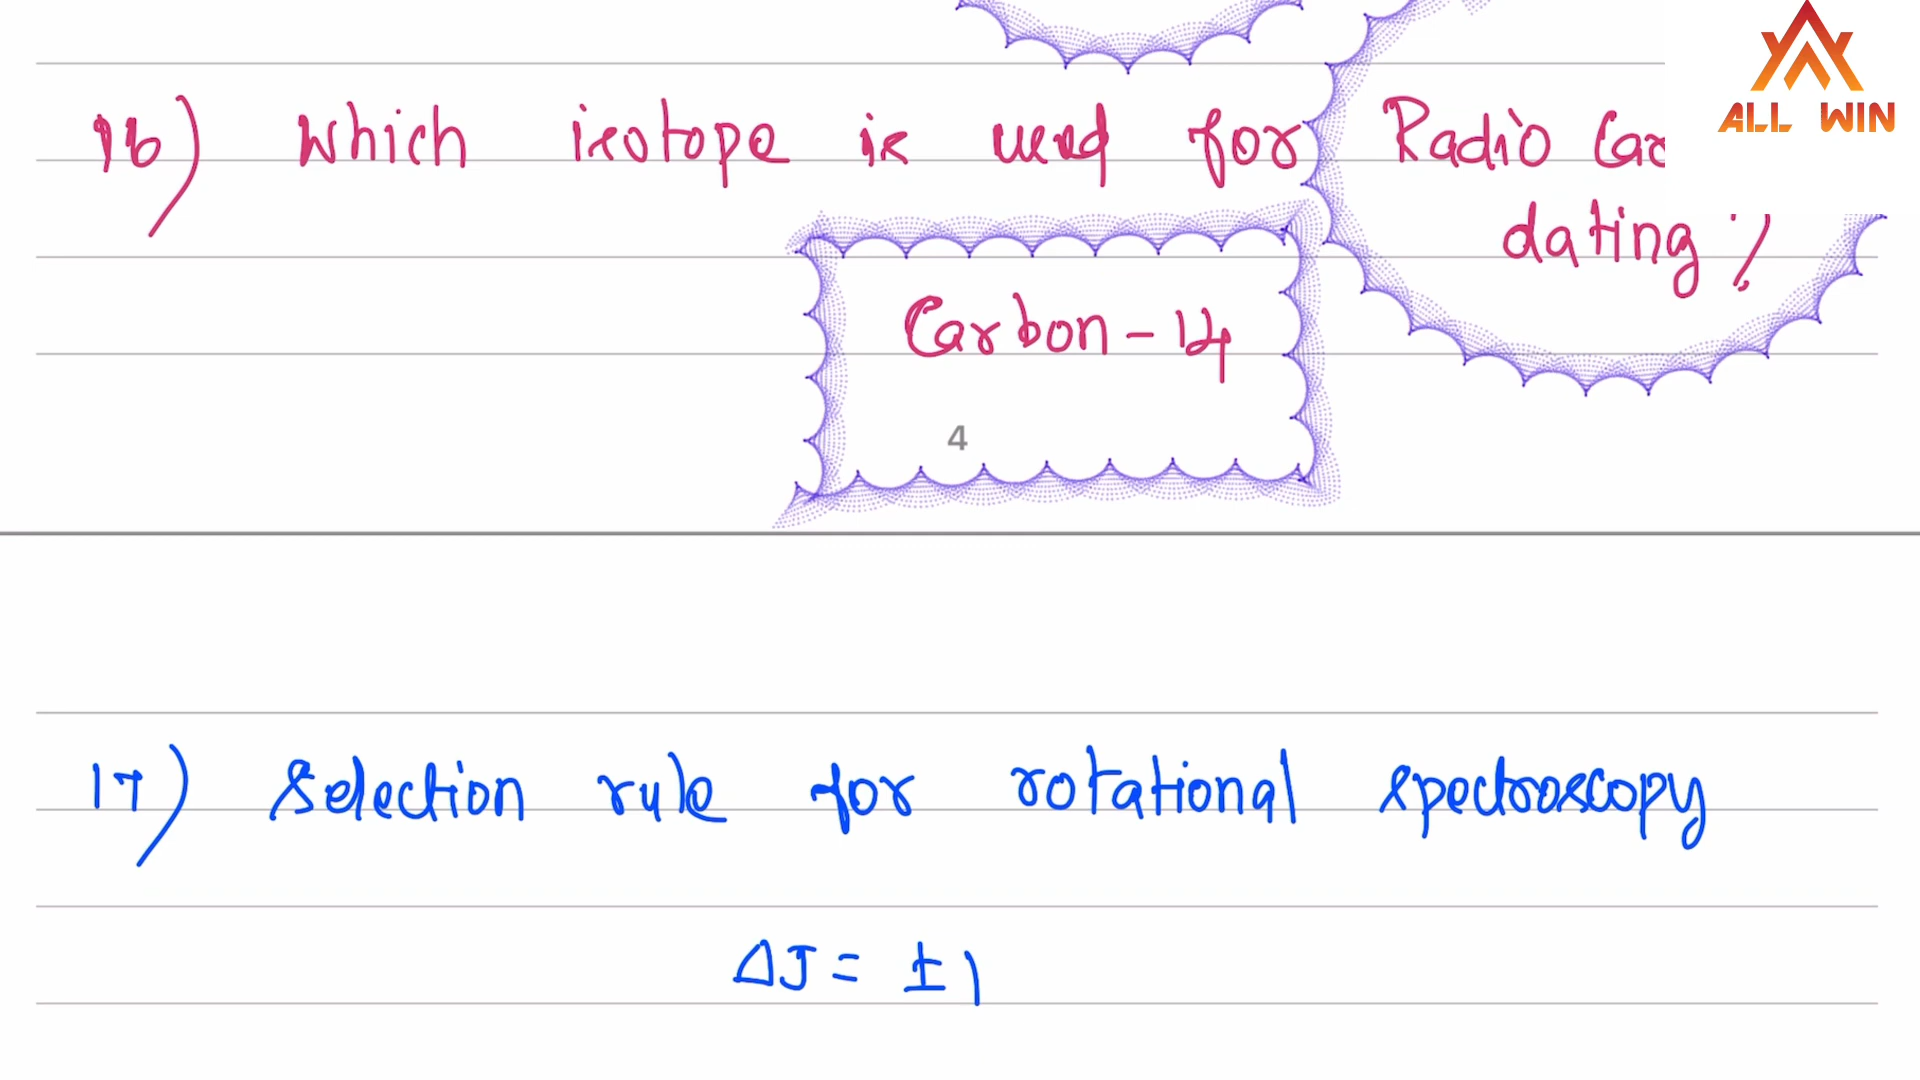 ALL WIN
16) Which isotope is used for Radio Car
dating?
Carbon-14
4
17) Selection rule for rotational spectroscopy
ΔJ = ±1